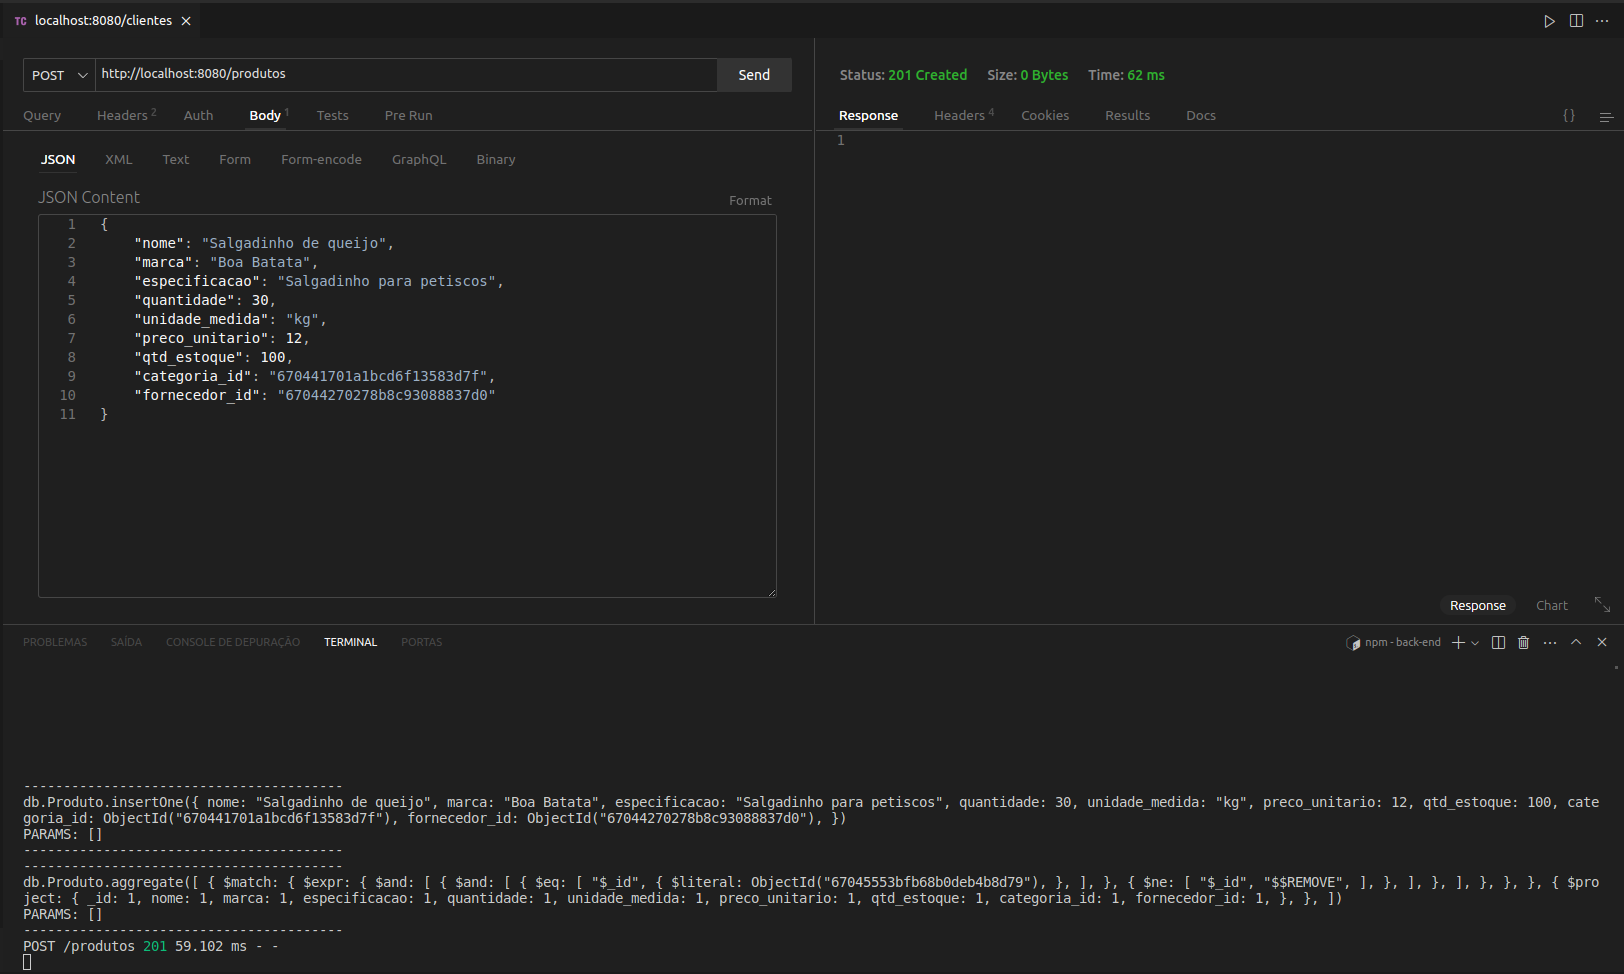 TC localhost:8080/clientes
POST http://localhost:8080/produtos Send
Query Headers 2 Auth Body 1 Tests Pre Run
JSON XML Text Form Form-encode GraphQL Binary
JSON Content
Format
1 {
2 "nome": "Salgadinho de queijo",
3 "marca": "Boa Batata",
4 "especificacao": "Salgadinho para petiscos",
5 "quantidade": 30,
6 "unidade_medida": "kg",
7 "preco_unitario": 12,
8 "qtd_estoque": 100,
9 "categoria_id": "670441701a1bcd6f13583d7f",
10 "fornecedor_id": "67044270278b8c93088837d0"
11 }
Status: 201 Created Size: 0 Bytes Time: 62 ms
Response Headers 4 Cookies Results Docs {}
1
Response Chart
PROBLEMAS SAÍDA CONSOLE DE DEPURAÇÃO TERMINAL PORTAS
npm - back-end
----------------------------------------
db.Produto.insertOne({ nome: "Salgadinho de queijo", marca: "Boa Batata", especificacao: "Salgadinho para petiscos", quantidade: 30, unidade_medida: "kg", preco_unitario: 12, qtd_estoque: 100, cate
goria_id: ObjectId("670441701a1bcd6f13583d7f"), fornecedor_id: ObjectId("67044270278b8c93088837d0"), })
PARAMS: []
----------------------------------------
----------------------------------------
db.Produto.aggregate([ { $match: { $expr: { $and: [ { $and: [ { $eq: [ "$_id", { $literal: ObjectId("67045553bfb68b0deb4b8d79"), }, ], }, { $ne: [ "$_id", "$$REMOVE", ], }, ], }, ], }, }, }, { $pro
ject: { _id: 1, nome: 1, marca: 1, especificacao: 1, quantidade: 1, unidade_medida: 1, preco_unitario: 1, qtd_estoque: 1, categoria_id: 1, fornecedor_id: 1, }, }, ])
PARAMS: []
----------------------------------------
POST /produtos 201 59.102 ms - -